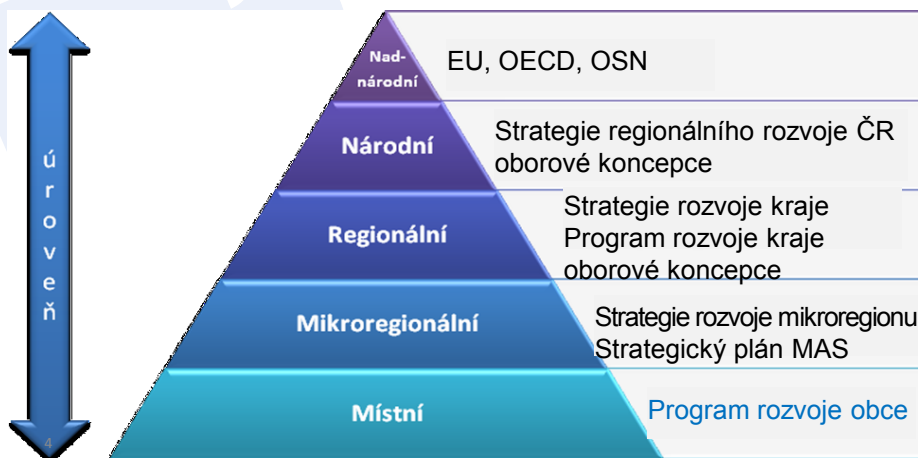 úroveň
Nad-
národní
EU, OECD, OSN
Národní
Strategie regionálního rozvoje ČR
oborové koncepce
Regionální
Strategie rozvoje kraje
Program rozvoje kraje
oborové koncepce
Mikroregionální
Strategie rozvoje mikroregionu
Strategický plán MAS
Místní
Program rozvoje obce
4